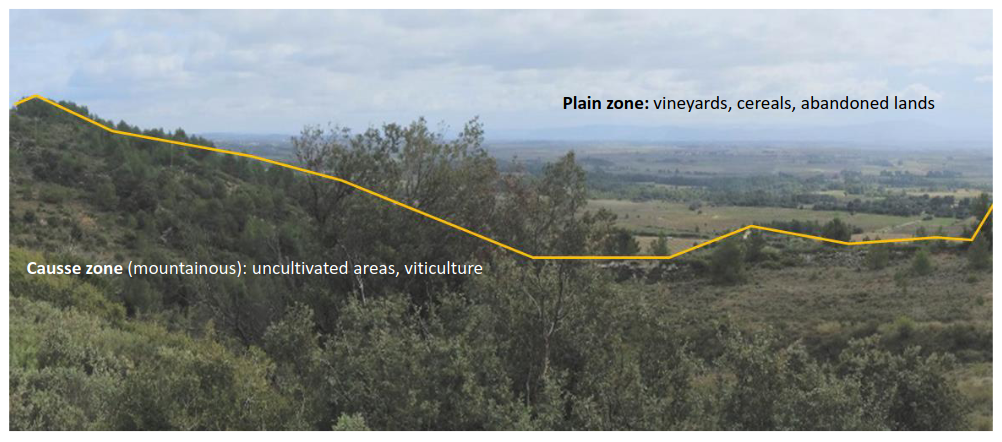 Plain zone: vineyards, cereals, abandoned lands
Causse zone (mountainous): uncultivated areas, viticulture